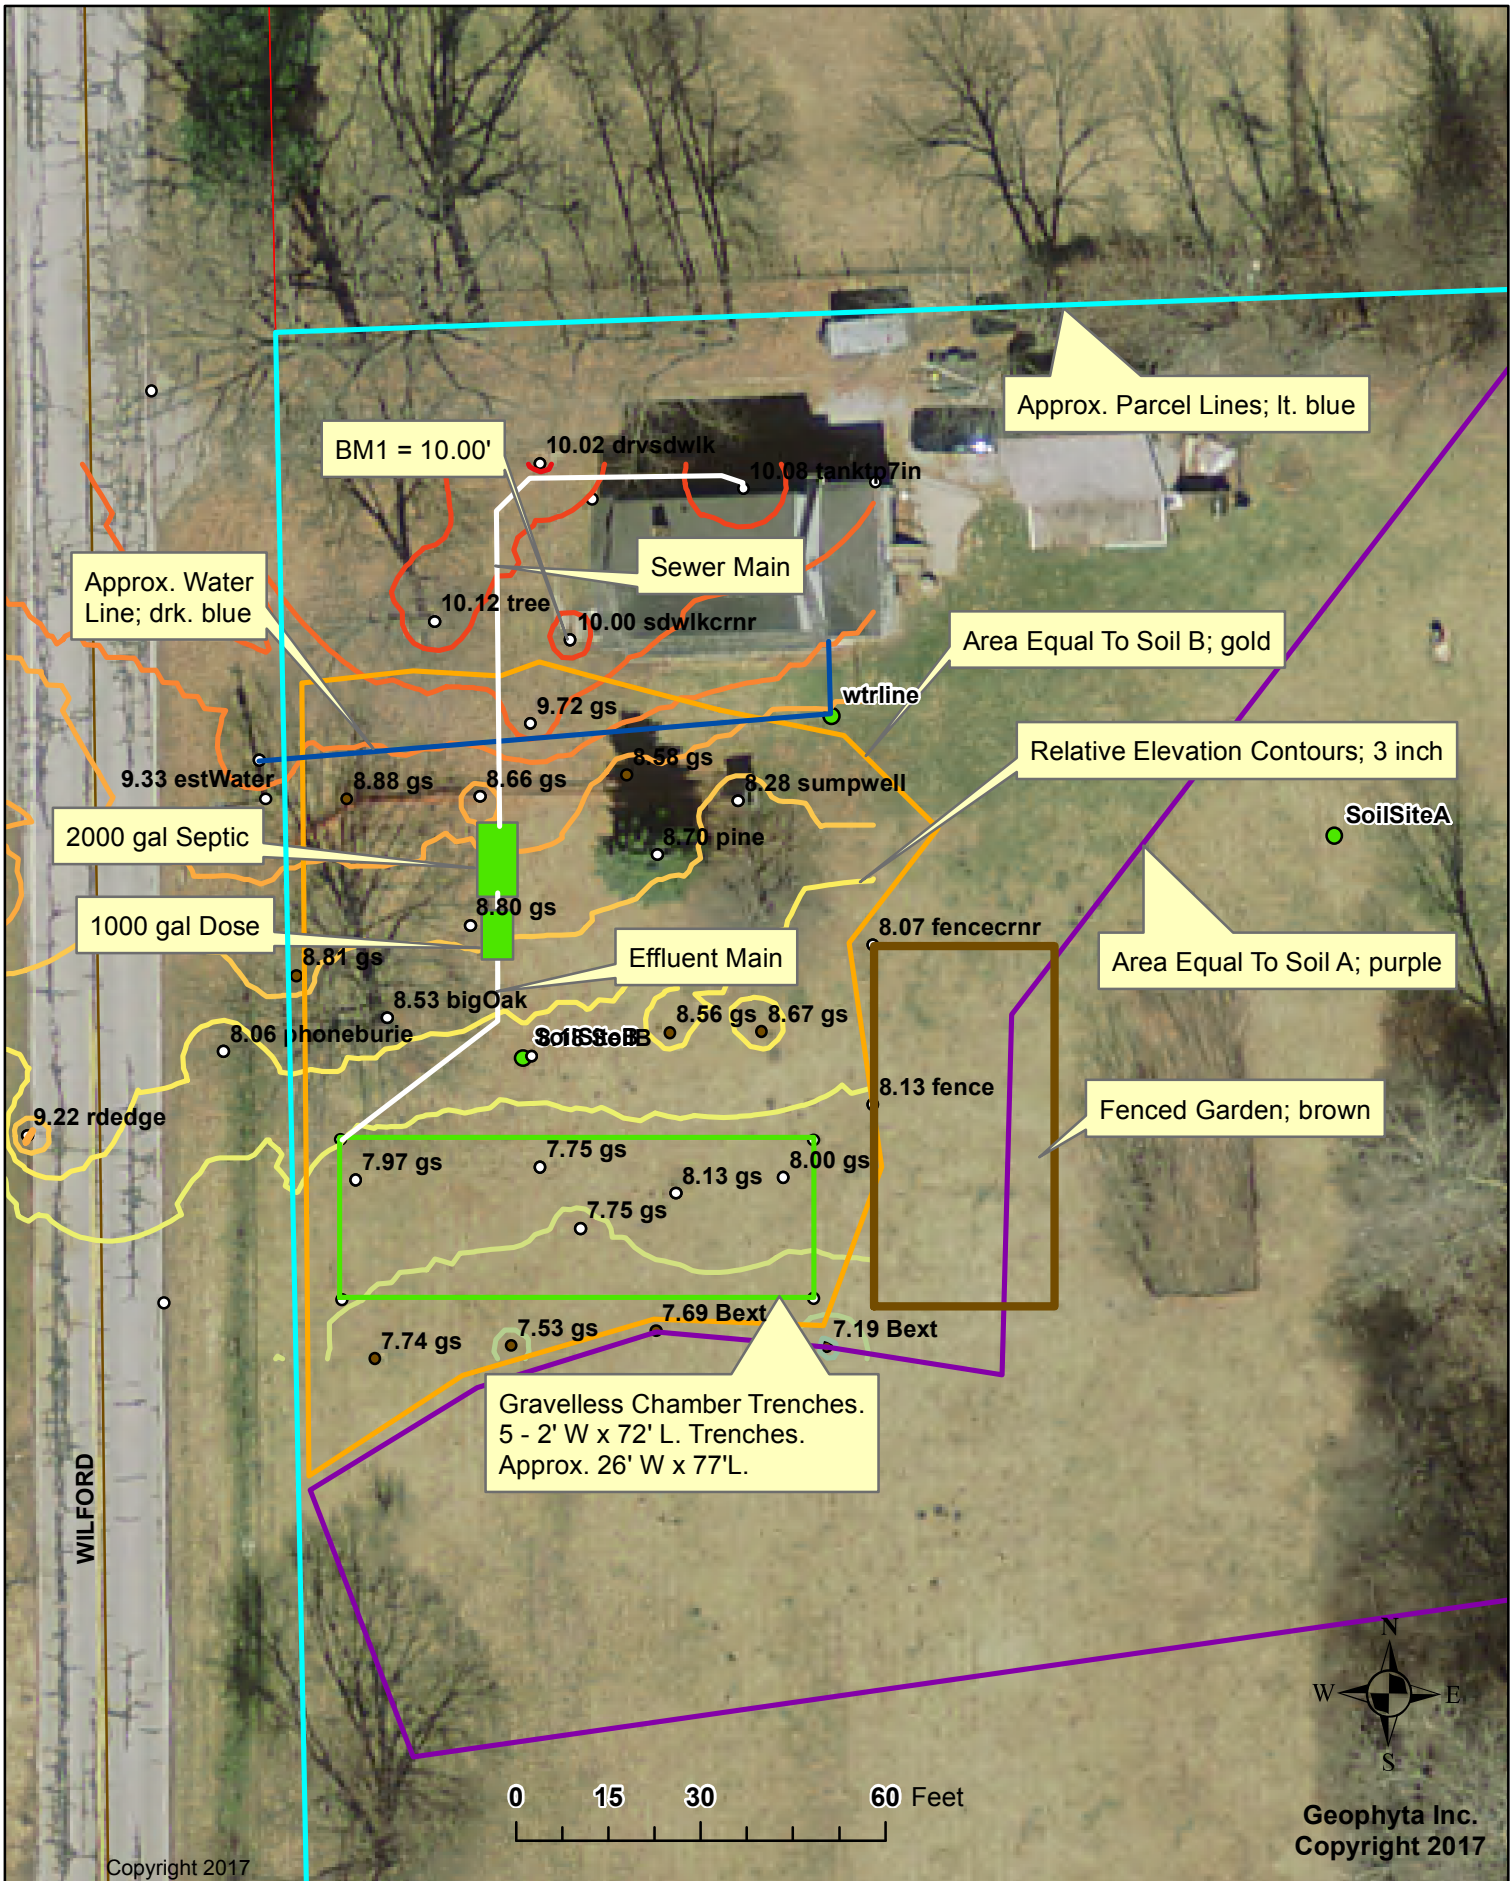 Approx. Parcel Lines; lt. blue
BM1 = 10.00'
10.02 drvsdwlk
10.08 tanktp7in
Sewer Main
Approx. Water
Line; drk. blue
10.12 tree
10.00 sdwlkcrnr
Area Equal To Soil B; gold
wtrline
9.72 gs
Relative Elevation Contours; 3 inch
9.33 estWater
8.88 gs
8.66 gs
8.58 gs
8.28 sumpwell
SoilSiteA
2000 gal Septic
8.70 pine
1000 gal Dose
8.80 gs
8.07 fencecrnr
Effluent Main
Area Equal To Soil A; purple
8.81 gs
8.53 bigOak
8.56 gs
8.67 gs
8.06 phoneburie
SoilSiteB
9.22 rdedge
8.13 fence
Fenced Garden; brown
7.97 gs
7.75 gs
8.13 gs
8.00 gs
7.75 gs
7.74 gs
7.53 gs
7.69 Bext
7.19 Bext
Gravelless Chamber Trenches.
5 - 2' W x 72' L. Trenches.
Approx. 26' W x 77'L.
WILFORD
N
W
E
S
0 15 30 60 Feet
Geophyta Inc.
Copyright 2017
Copyright 2017